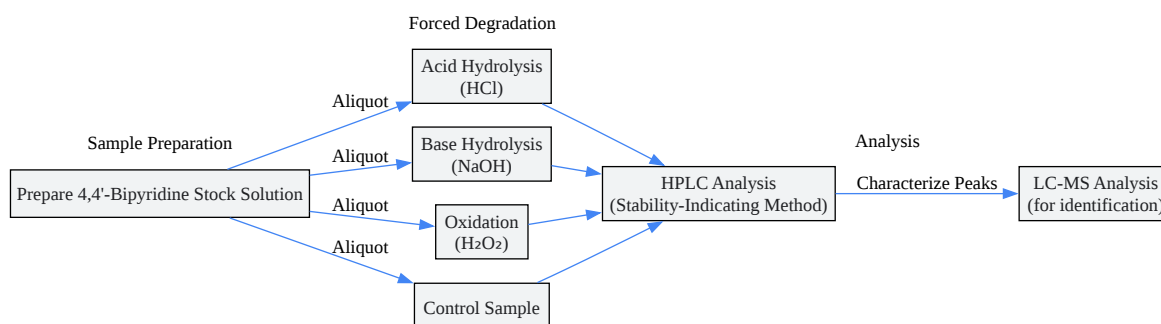 Forced Degradation
Acid Hydrolysis
(HCl)
Aliquot
Sample Preparation
Base Hydrolysis
(NaOH)
Aliquot
Analysis
Prepare 4,4'-Bipyridine Stock Solution
HPLC Analysis
(Stability-Indicating Method)
Characterize Peaks
LC-MS Analysis
(for identification)
Aliquot
Oxidation
(H₂O₂)
Aliquot
Control Sample